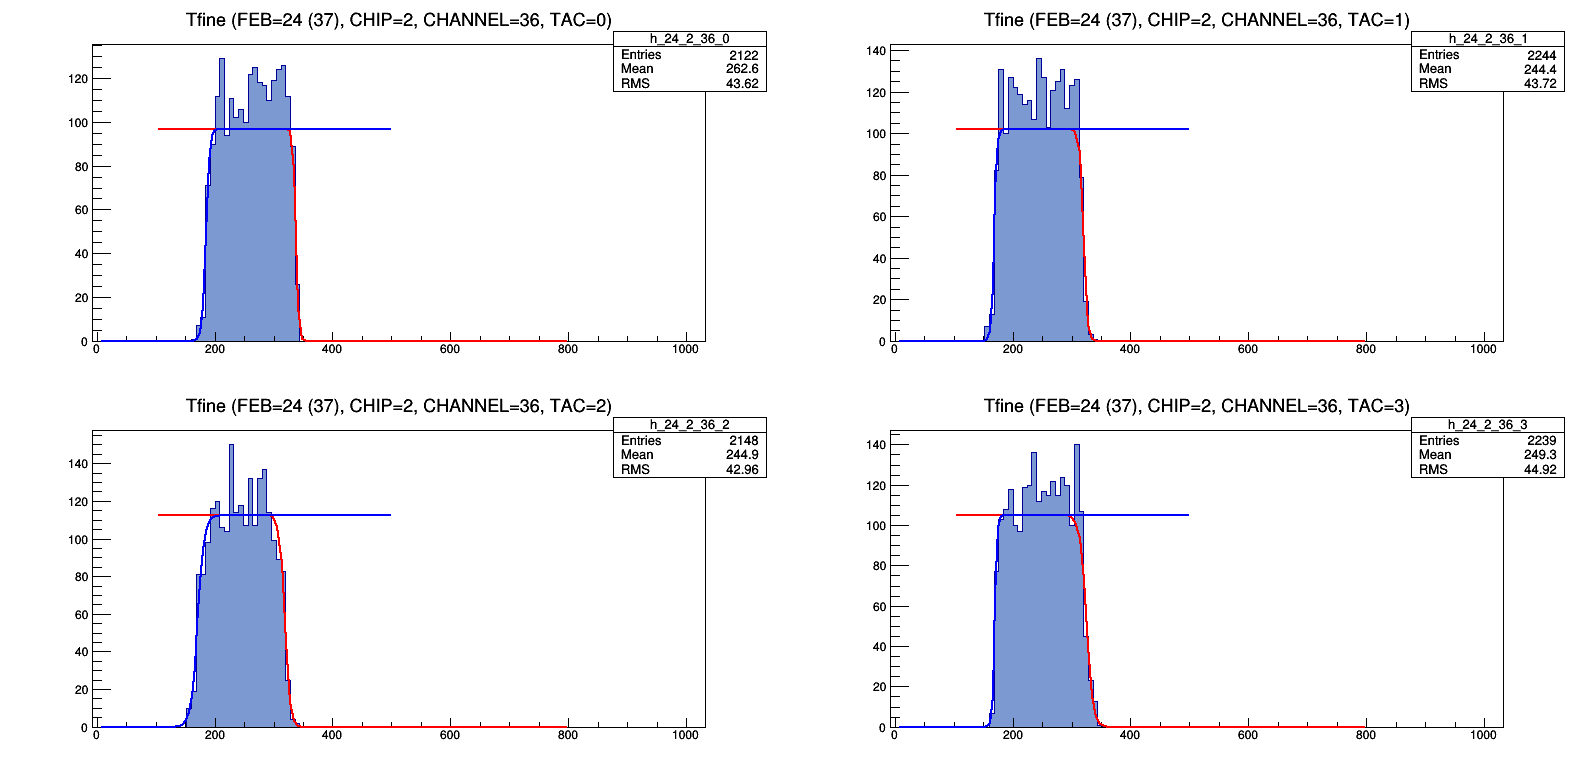 Tfine (FEB=24 (37), CHIP=2, CHANNEL=36, TAC=0)
h_24_2_36_0
Entries 2122
Mean 262.6
RMS 43.62
120
100
80
60
40
20
0
0 200 400 600 800 1000
Tfine (FEB=24 (37), CHIP=2, CHANNEL=36, TAC=1)
h_24_2_36_1
Entries 2244
Mean 244.4
RMS 43.72
140
120
100
80
60
40
20
0
0 200 400 600 800 1000
Tfine (FEB=24 (37), CHIP=2, CHANNEL=36, TAC=2)
h_24_2_36_2
Entries 2148
Mean 244.9
RMS 42.96
140
120
100
80
60
40
20
0
0 200 400 600 800 1000
Tfine (FEB=24 (37), CHIP=2, CHANNEL=36, TAC=3)
h_24_2_36_3
Entries 2239
Mean 249.3
RMS 44.92
140
120
100
80
60
40
20
0
0 200 400 600 800 1000